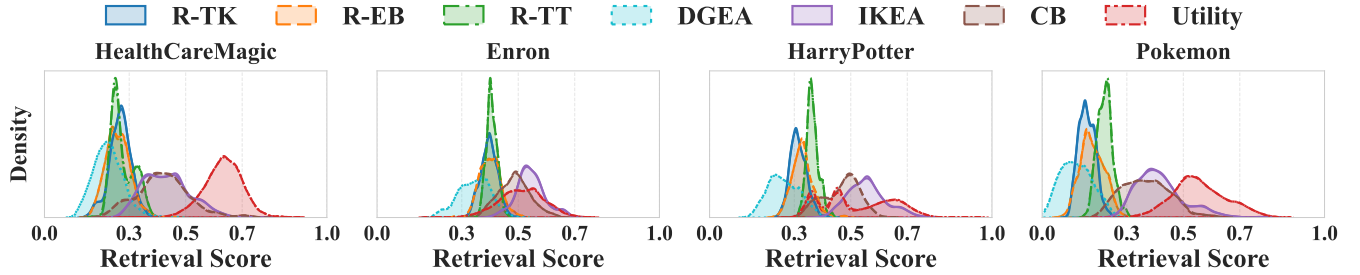 R-TK R-EB R-TT DGEA IKEA CB Utility
HealthCareMagic Enron HarryPotter Pokemon
Density
0.0 0.3 0.5 0.7 1.0 0.0 0.3 0.5 0.7 1.0 0.0 0.3 0.5 0.7 1.0 0.0 0.3 0.5 0.7 1.0
Retrieval Score Retrieval Score Retrieval Score Retrieval Score